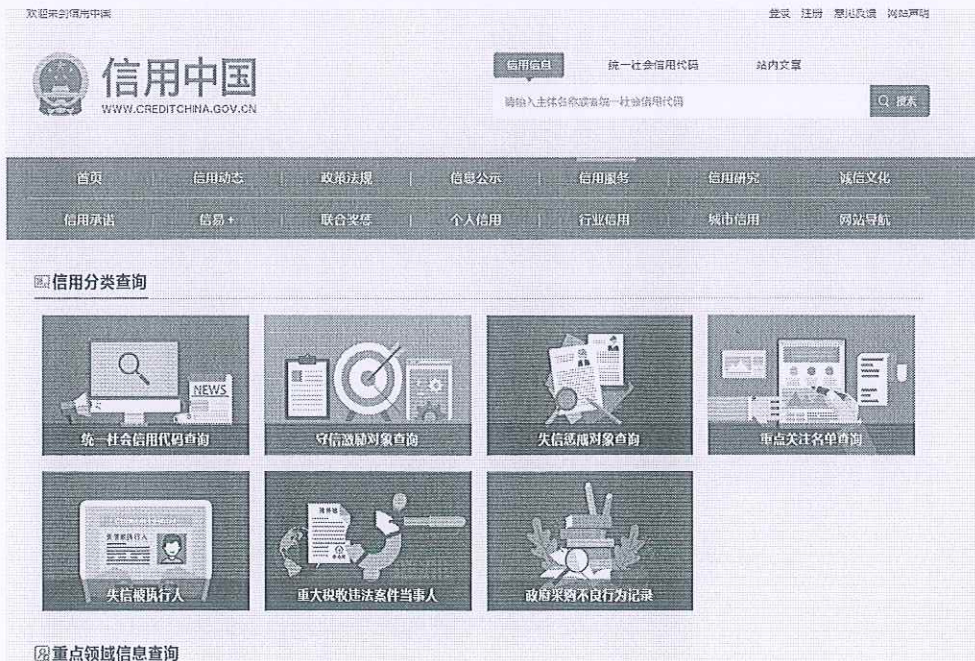 欢迎来到信用中国
登录 注册 意见反馈 网站声明
信用中国
WWW.CREDITCHINA.GOV.CN
信用信息 统一社会信用代码 站内文章
请输入主体名称或者统一社会信用代码
搜索
首页 信用动态 政策法规 信息公示 信用服务 信用研究 诚信文化
信用承诺 信易+ 联合奖惩 个人信用 行业信用 城市信用 网站导航
信用分类查询
NEWS
统一社会信用代码查询 守信激励对象查询 失信惩戒对象查询 重点关注名单查询
失信被执行人
失信被执行人 重大税收违法案件当事人 政府采购不良行为记录
重点领域信息查询